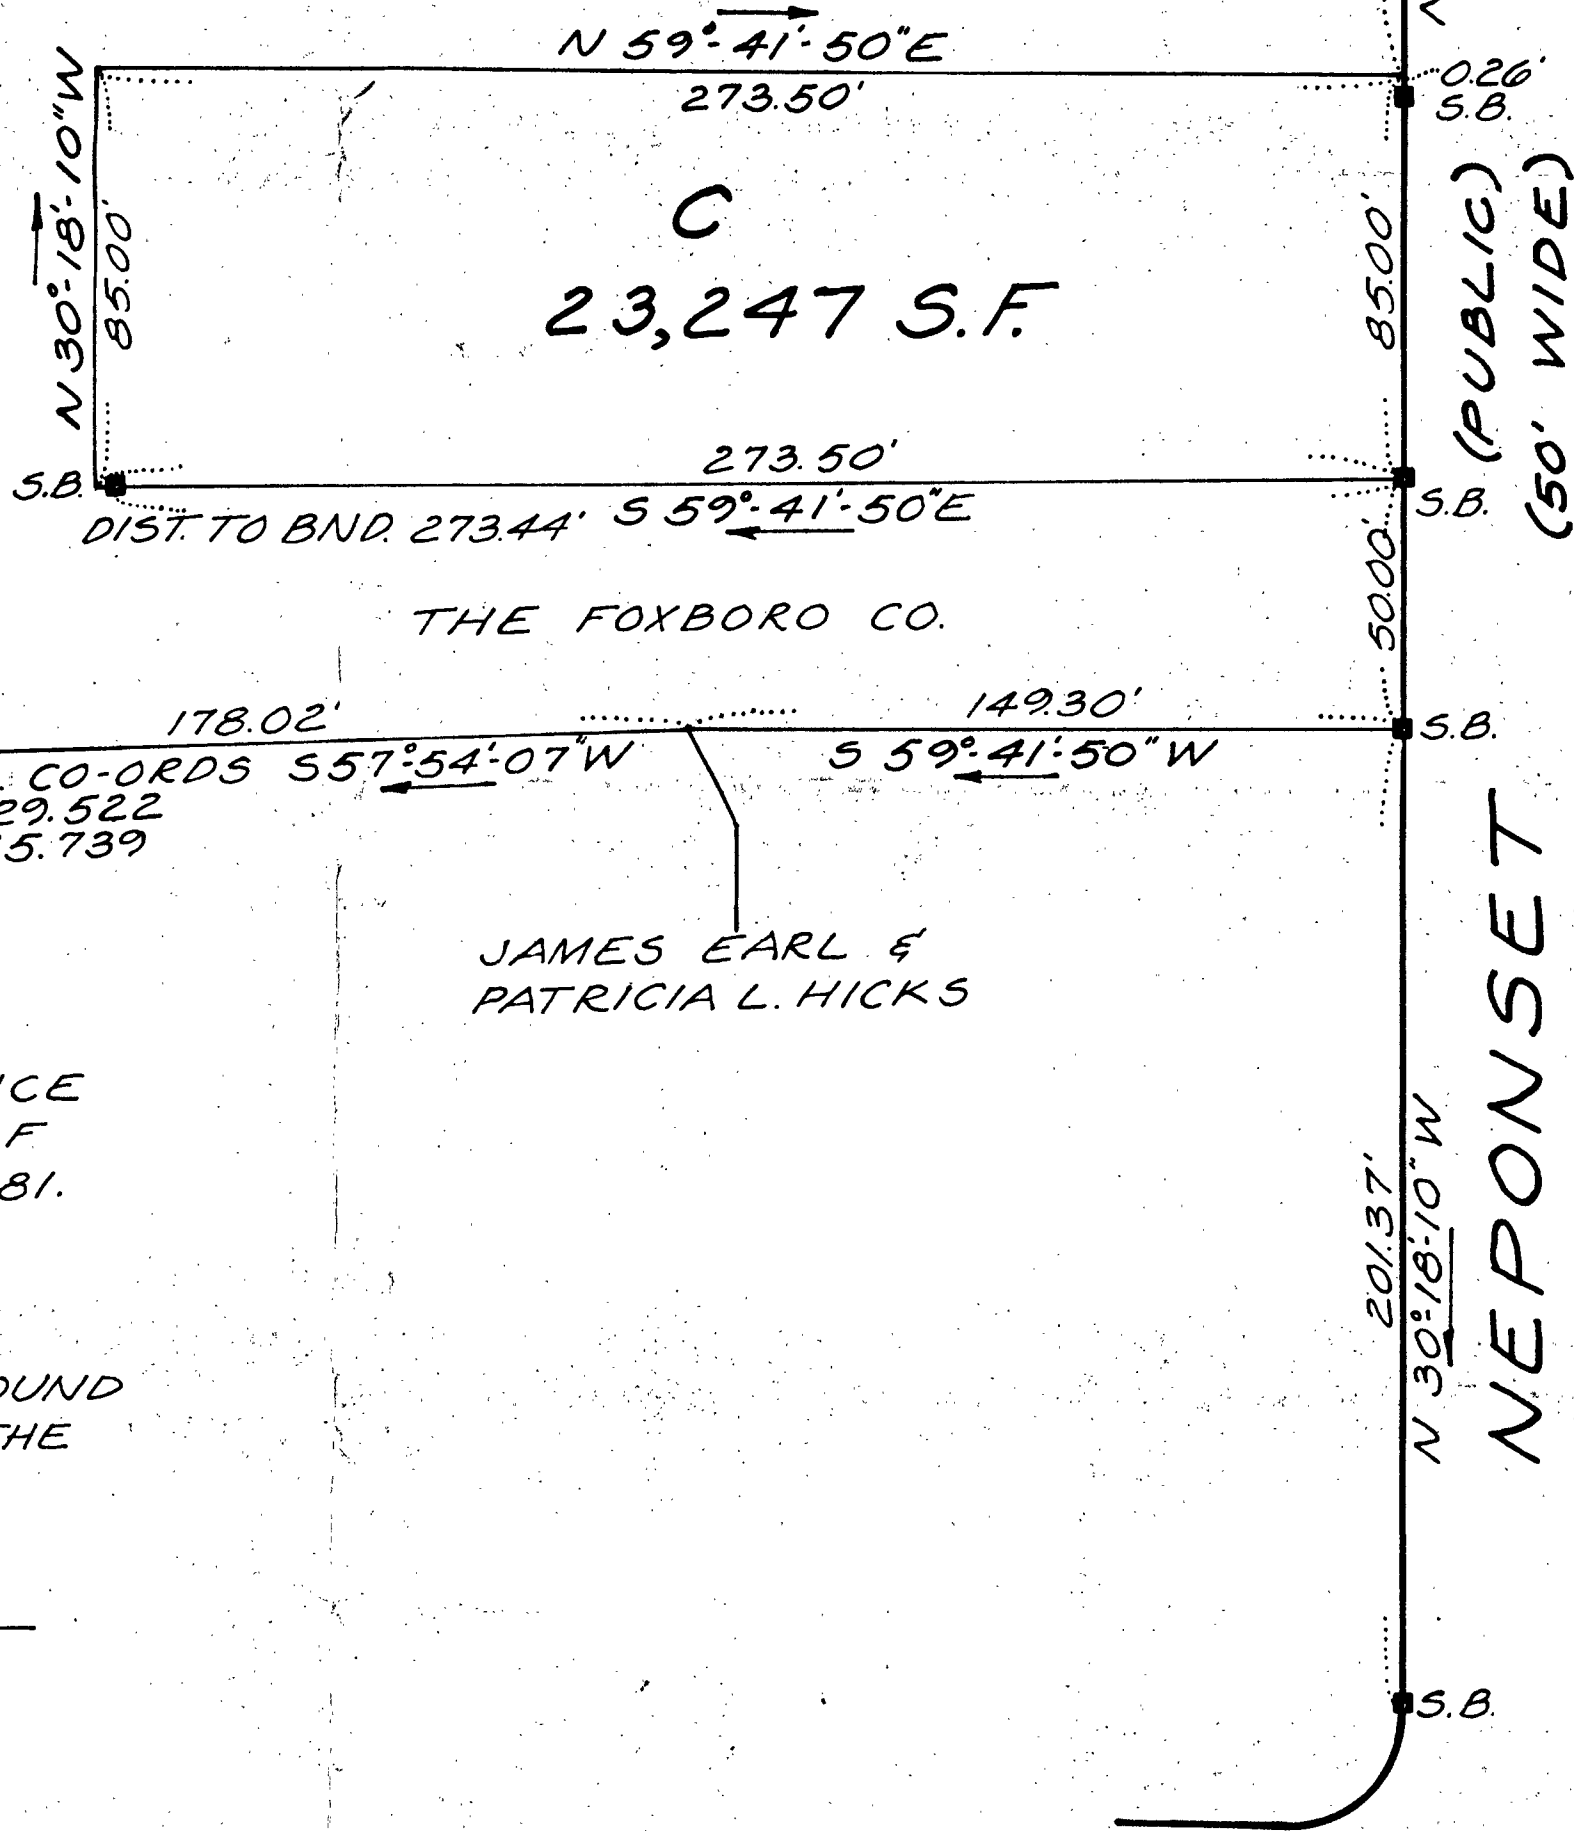 N 59°-41'-50"E
273.50'
0.26'
S.B.
N 30°-18'-10"W
85.00'
C
23,247 S.F.
85.00'
(PUBLIC)
(50' WIDE)
273.50'
S.B.
DIST. TO BND. 273.44'
S 59°-41'-50"E
S.B.
50.00'
THE FOXBORO CO.
178.02'
149.30'
S.B.
CO-ORDS
S 57°-54'-07"W
S 59°-41'-50"W
29.522
5.739
JAMES EARL &
PATRICIA L. HICKS
F
81.
201.37'
N 30°-18'-10"W
NEPONSET
THE
S.B.